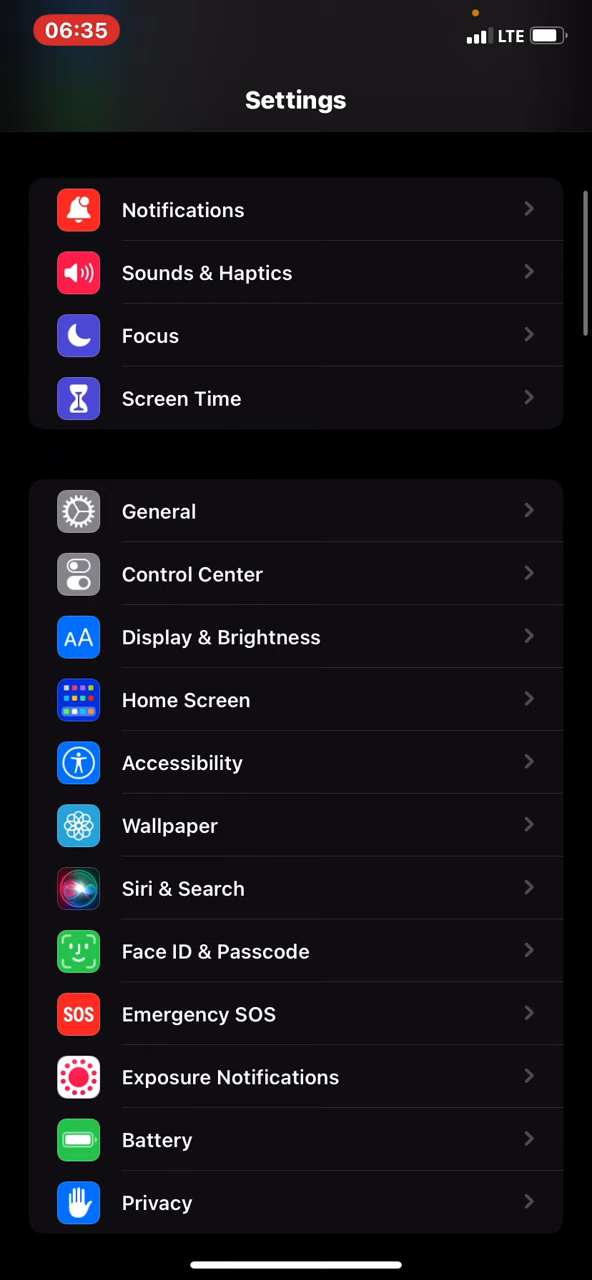 06:35
LTE
Settings
Notifications
Sounds & Haptics
Focus
Screen Time
General
Control Center
AA
Display & Brightness
Home Screen
Accessibility
Wallpaper
Siri & Search
Face ID & Passcode
SOS
Emergency SOS
Exposure Notifications
Battery
Privacy